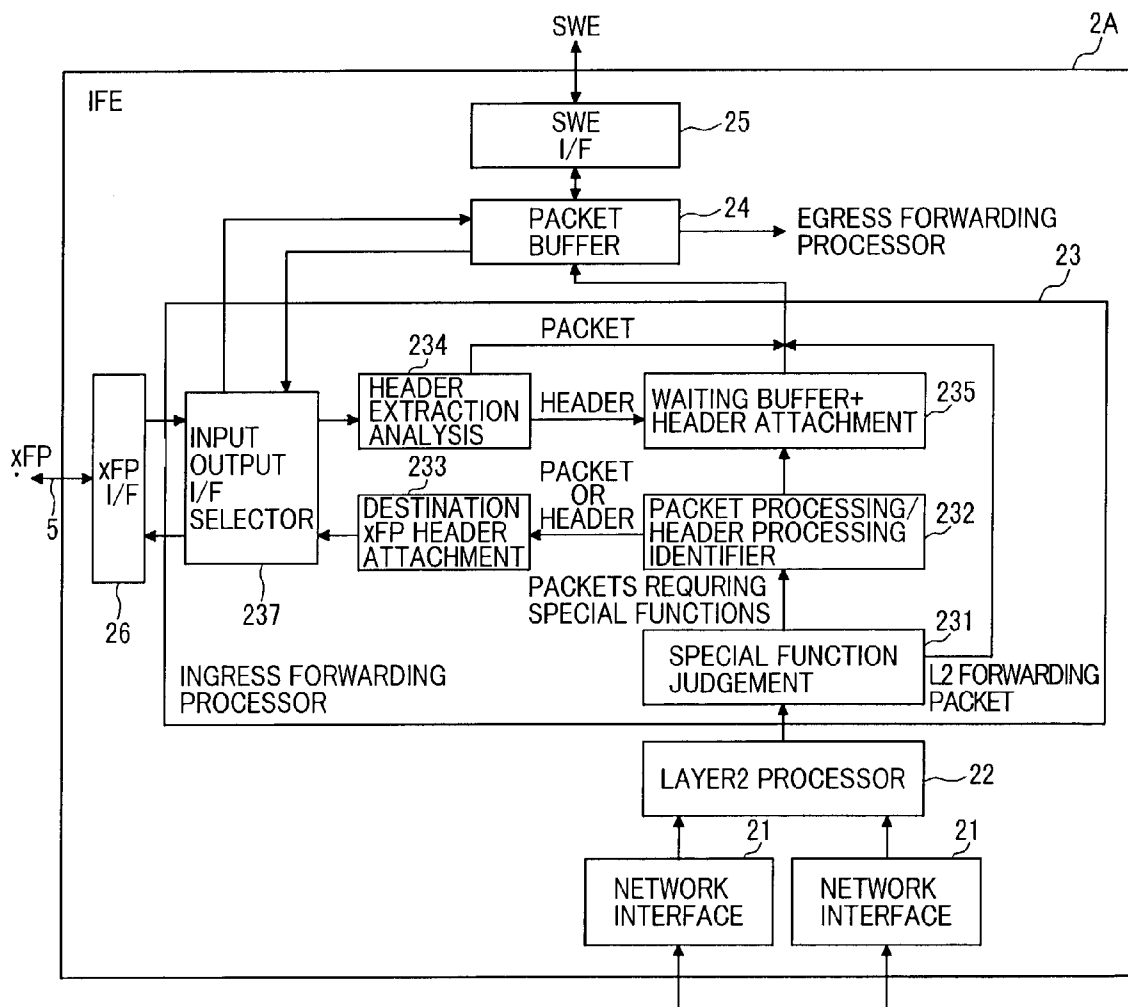 SWE
2A
IFE
SWE
I/F
25
PACKET
BUFFER
24
EGRESS FORWARDING
PROCESSOR
23
PACKET
234
HEADER
EXTRACTION
ANALYSIS
HEADER
WAITING BUFFER+
HEADER ATTACHMENT
235
xFP
5
xFP
I/F
26
INPUT
OUTPUT
I/F
SELECTOR
237
233
DESTINATION
xFP HEADER
ATTACHMENT
PACKET
OR
HEADER
PACKET PROCESSING/
HEADER PROCESSING
IDENTIFIER
232
PACKETS REQURING
SPECIAL FUNCTIONS
231
SPECIAL FUNCTION
JUDGEMENT
L2 FORWARDING
PACKET
INGRESS FORWARDING
PROCESSOR
LAYER2 PROCESSOR
22
21
NETWORK
INTERFACE
21
NETWORK
INTERFACE